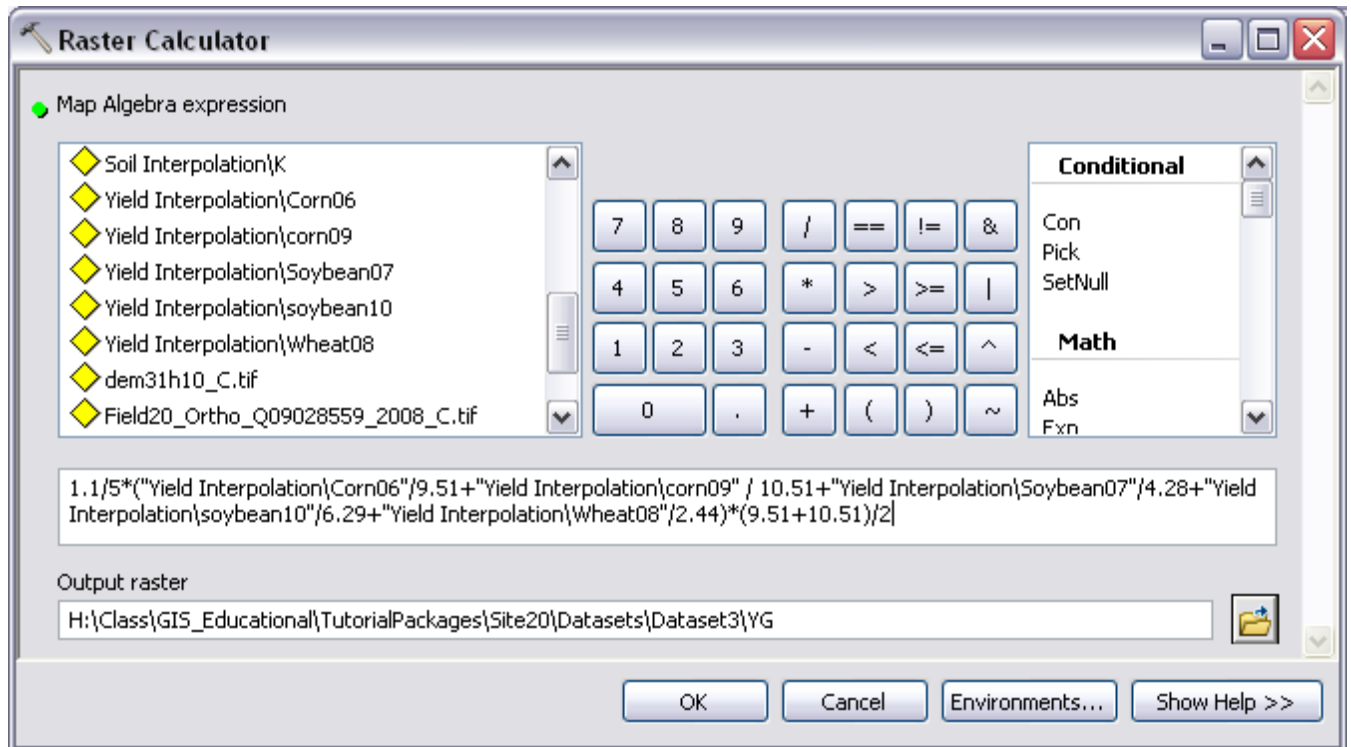 Raster Calculator
Map Algebra expression
Soil Interpolation\K
Yield Interpolation\Corn06
Yield Interpolation\corn09
Yield Interpolation\Soybean07
Yield Interpolation\soybean10
Yield Interpolation\Wheat08
dem31h10_C.tif
Field20_Ortho_Q09028559_2008_C.tif
7 8 9 / == != &
4 5 6 * > >= |
1 2 3 - < <= ^
0 . + ( ) ~
Conditional
Con
Pick
SetNull
Math
Abs
Exp
1.1/5*("Yield Interpolation\Corn06"/9.51+"Yield Interpolation\corn09" / 10.51+"Yield Interpolation\Soybean07"/4.28+"Yield
Interpolation\soybean10"/6.29+"Yield Interpolation\Wheat08"/2.44)*(9.51+10.51)/2
Output raster
H:\Class\GIS_Educational\TutorialPackages\Site20\Datasets\Dataset3\YG
OK Cancel Environments... Show Help >>